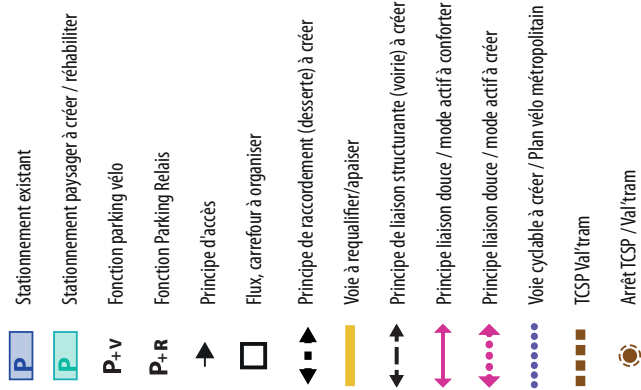 P Stationnement existant
P Stationnement paysager à créer / réhabiliter
P+V Fonction parking vélo
P+R Fonction Parking Relais
Principe d'accès
Flux, carrefour à organiser
Principe de raccordement (desserte) à créer
Voie à requalifier/apaiser
Principe de liaison structurante (voirie) à créer
Principe liaison douce / mode actif à conforter
Principe liaison douce / mode actif à créer
Voie cyclable à créer / Plan vélo métropolitain
TCSP Val'tram
Arrêt TCSP / Val'tram